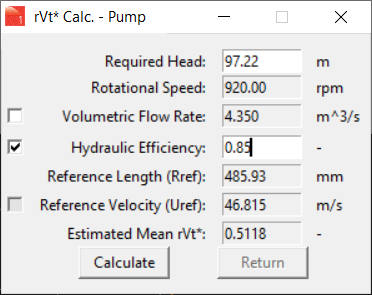 rVt* Calc. - Pump
Required Head: 97.22 m
Rotational Speed: 920.00 rpm
Volumetric Flow Rate: 4.350 m^3/s
Hydraulic Efficiency: 0.85 -
Reference Length (Rref): 485.93 mm
Reference Velocity (Uref): 46.815 m/s
Estimated Mean rVt*: 0.5118 -
Calculate Return